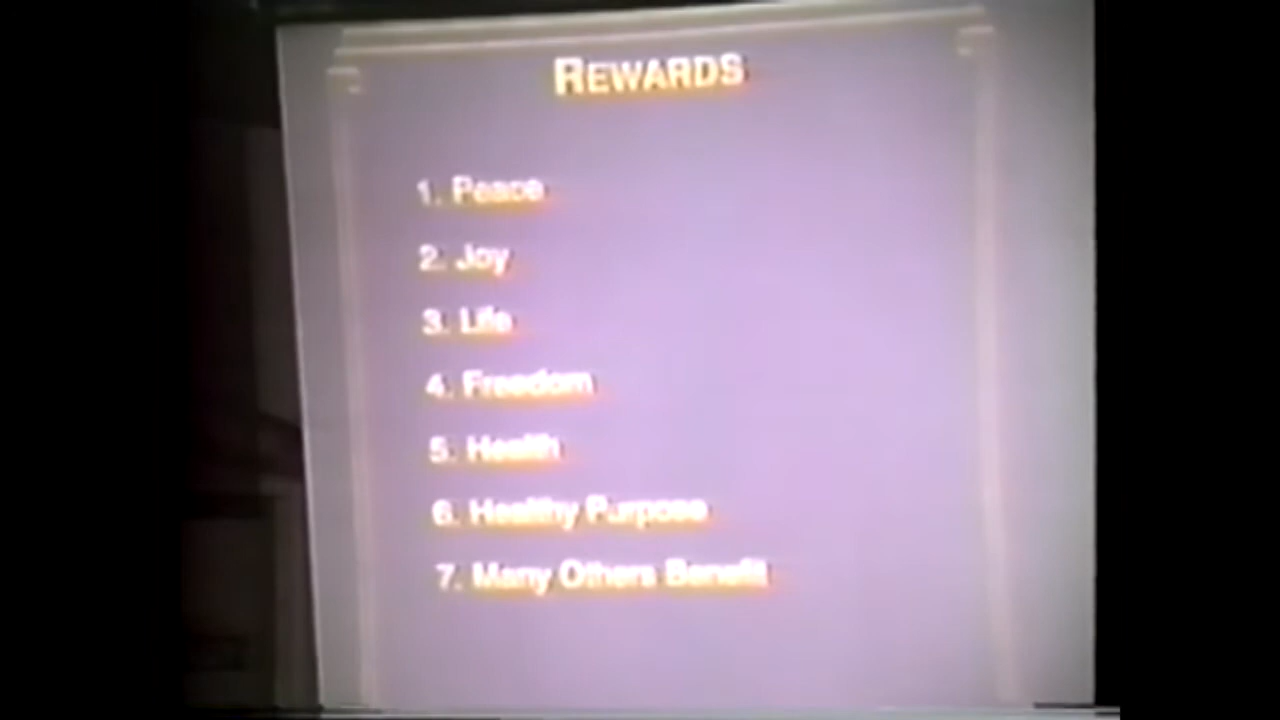 REWARDS
1. Peace
2. Joy
3. Life
4. Freedom
5. Health
6. Healthy Purpose
7. Many Others Benefit